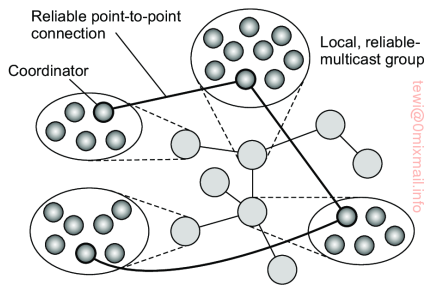 Reliable point-to-point
connection
Coordinator
Local, reliable-
multicast group
tewi@0mixmail.info